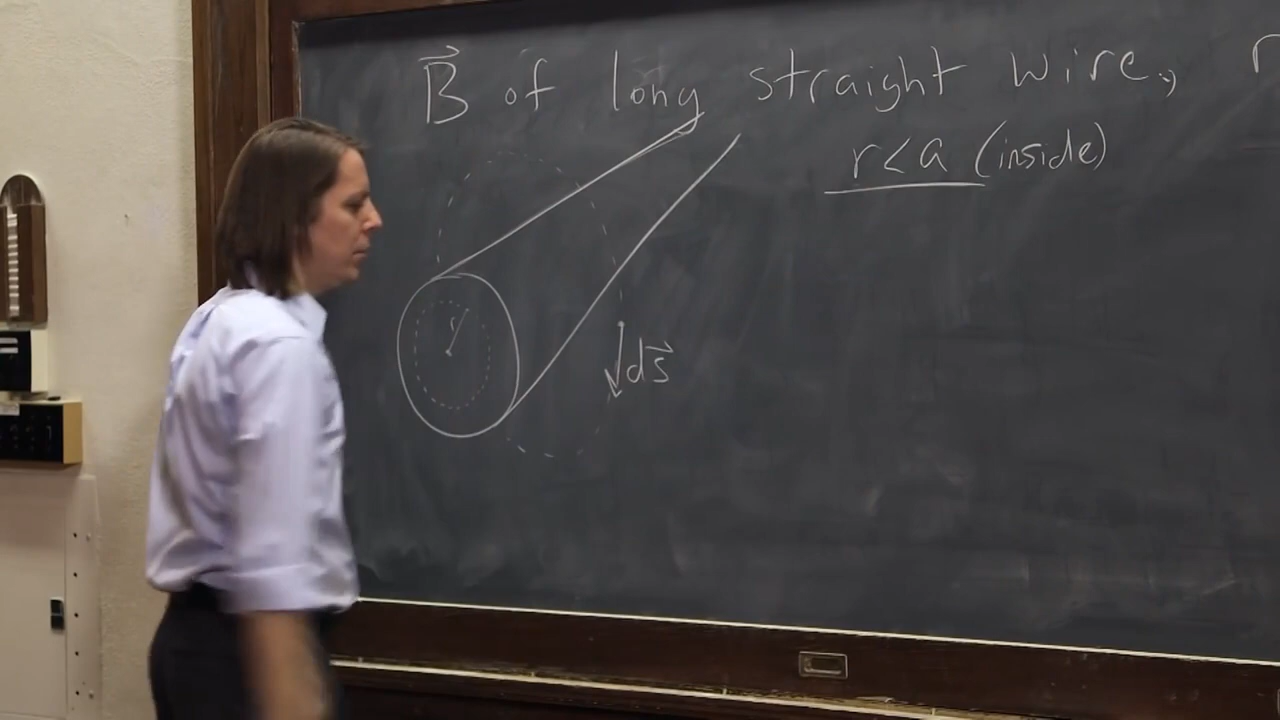 B⃗ of long straight wire,
r<a (inside)
r
ds⃗